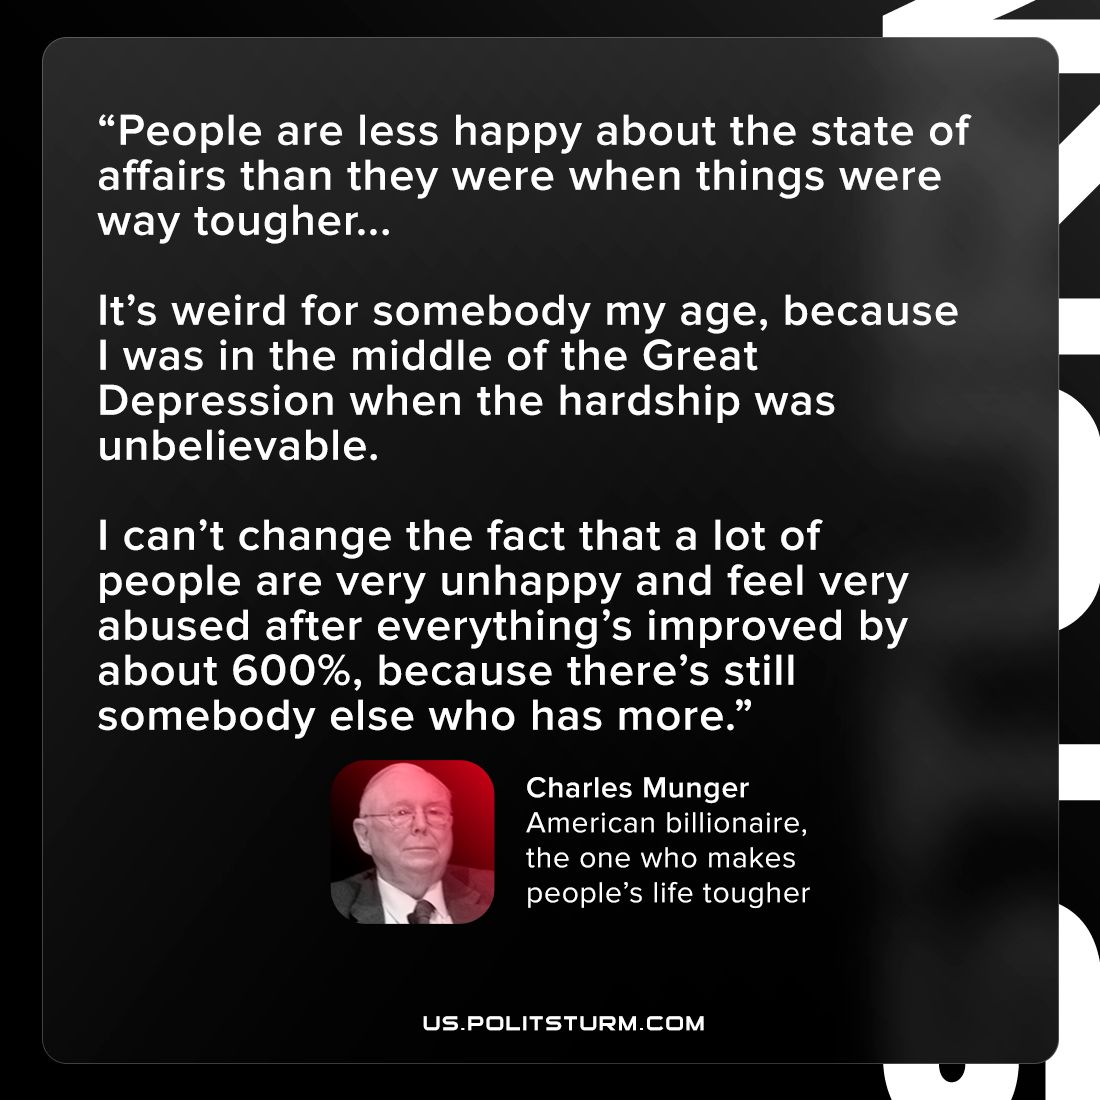 “People are less happy about the state of
affairs than they were when things were
way tougher...
It’s weird for somebody my age, because
I was in the middle of the Great
Depression when the hardship was
unbelievable.
I can’t change the fact that a lot of
people are very unhappy and feel very
abused after everything’s improved by
about 600%, because there’s still
somebody else who has more.”
Charles Munger
American billionaire,
the one who makes
people’s life tougher
US.POLITSTURM.COM